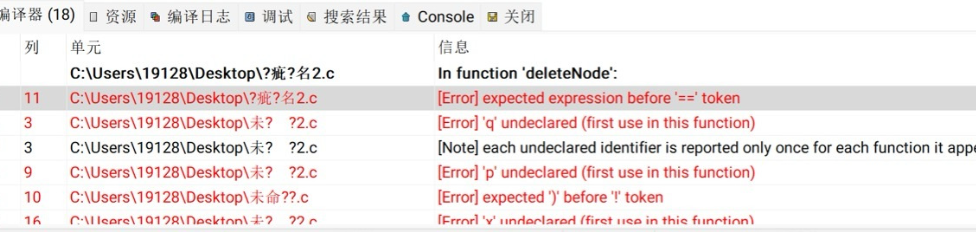 编译器 (18) 资源 编译日志 调试 搜索结果 Console 关闭
列 单元 信息
C:\Users\19128\Desktop\?疵?名2.c In function 'deleteNode':
11 C:\Users\19128\Desktop\?疵?名2.c [Error] expected expression before '==' token
3 C:\Users\19128\Desktop\未? ?2.c [Error] 'q' undeclared (first use in this function)
3 C:\Users\19128\Desktop\未? ?2.c [Note] each undeclared identifier is reported only once for each function it appe
9 C:\Users\19128\Desktop\未? ?2.c [Error] 'p' undeclared (first use in this function)
10 C:\Users\19128\Desktop\未命??.c [Error] expected ')' before '!' token
16 C:\Users\19128\Desktop\未? ?2.c [Error] 'x' undeclared (first use in this function)